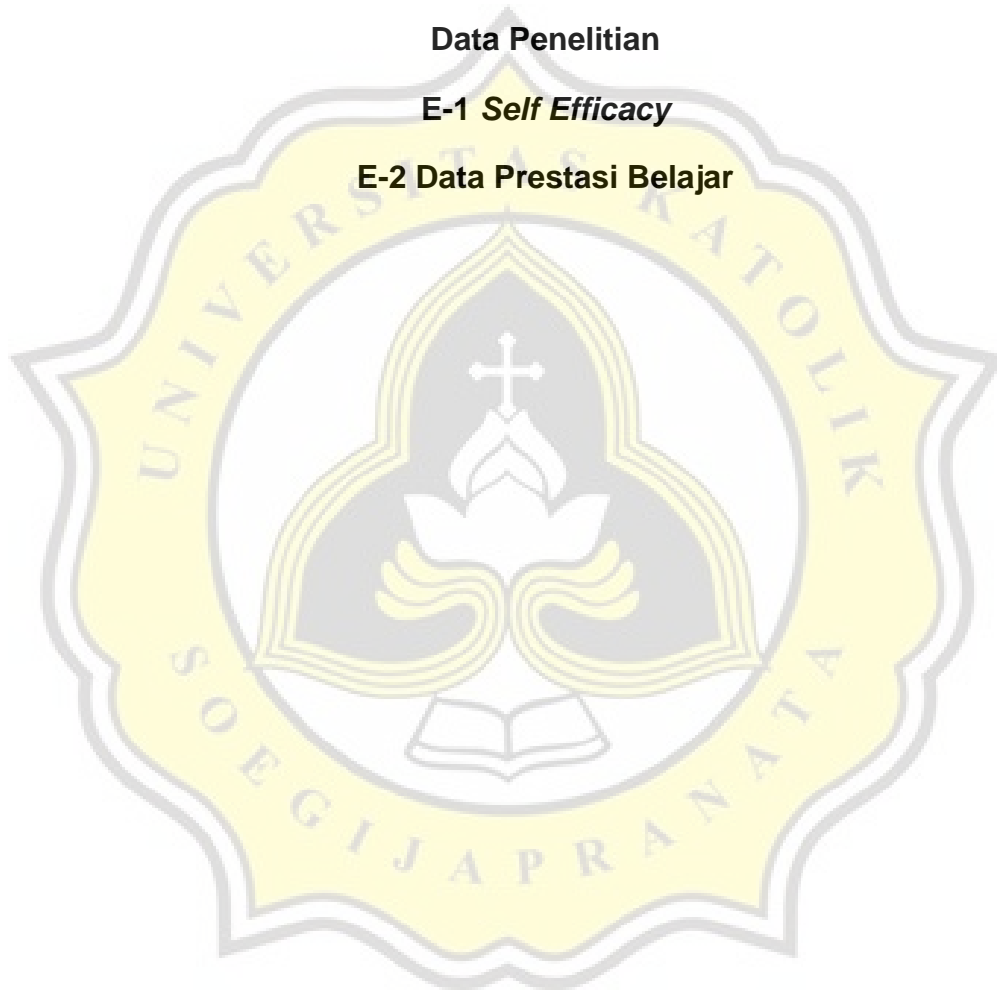 Data Penelitian
E-1 Self Efficacy
E-2 Data Prestasi Belajar
UNIVERSITAS KATOLIK
SOEGIJAPRANATA